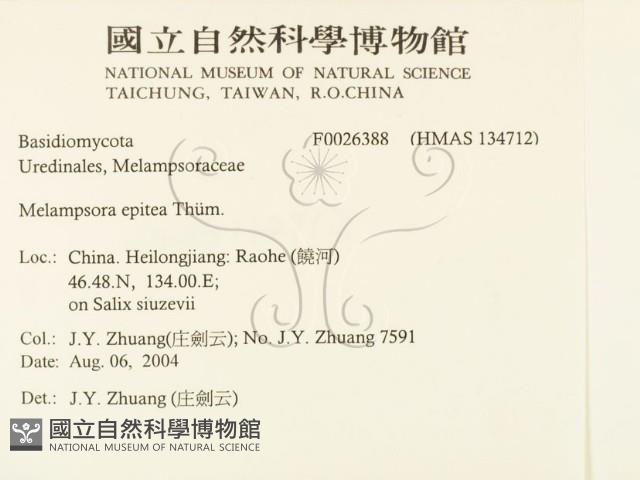 國立自然科學博物館
NATIONAL MUSEUM OF NATURAL SCIENCE
TAICHUNG, TAIWAN, R.O.CHINA
Basidiomycota F0026388 (HMAS 134712)
Uredinales, Melampsoraceae
Melampsora epitea Thüm.
Loc.: China. Heilongjiang: Raohe (饒河)
46.48.N, 134.00.E;
on Salix siuzevii
Col.: J.Y. Zhuang(庄劍云); No. J.Y. Zhuang 7591
Date: Aug. 06, 2004
Det.: J.Y. Zhuang (庄劍云)
國立自然科學博物館
NATIONAL MUSEUM OF NATURAL SCIENCE